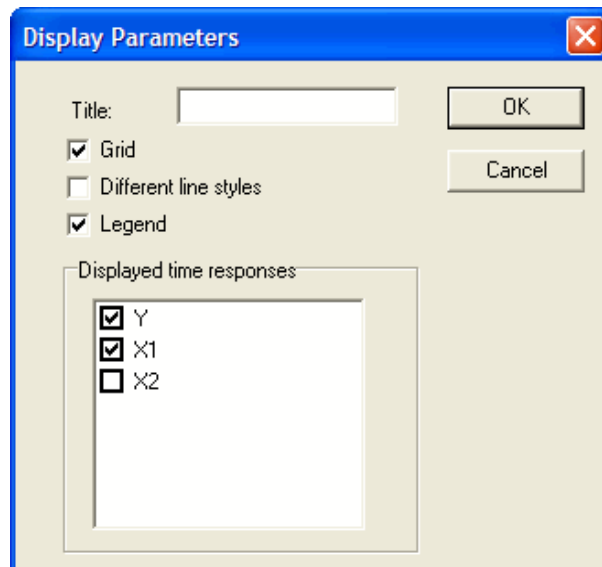 Display Parameters
Title:
OK
Grid
Cancel
Different line styles
Legend
Displayed time responses
Y
X1
X2